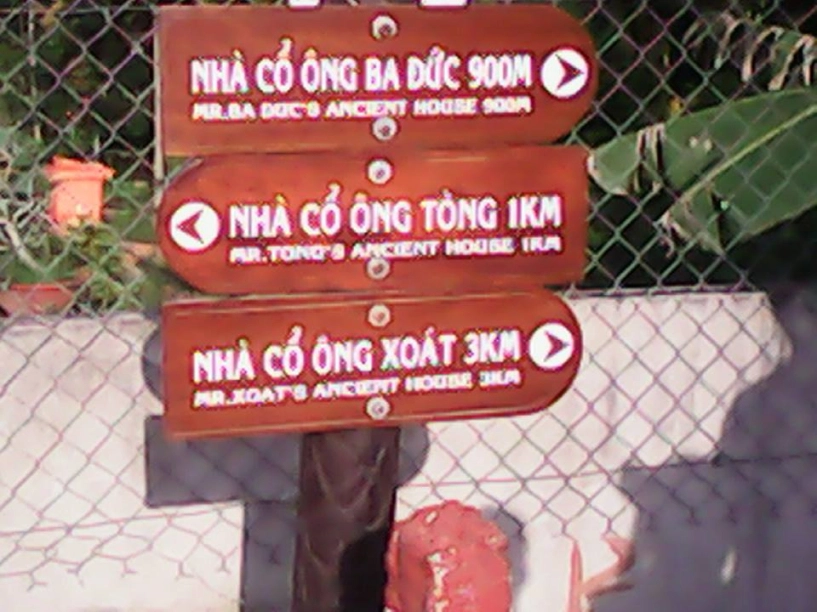 NHÀ CỔ ÔNG BA ĐỨC 900M
MR.BA DUC'S ANCIENT HOUSE 900M
NHÀ CỔ ÔNG TÒNG 1KM
MR.TONG'S ANCIENT HOUSE 1KM
NHÀ CỔ ÔNG XOÁT 3KM
MR.XOAT'S ANCIENT HOUSE 3KM